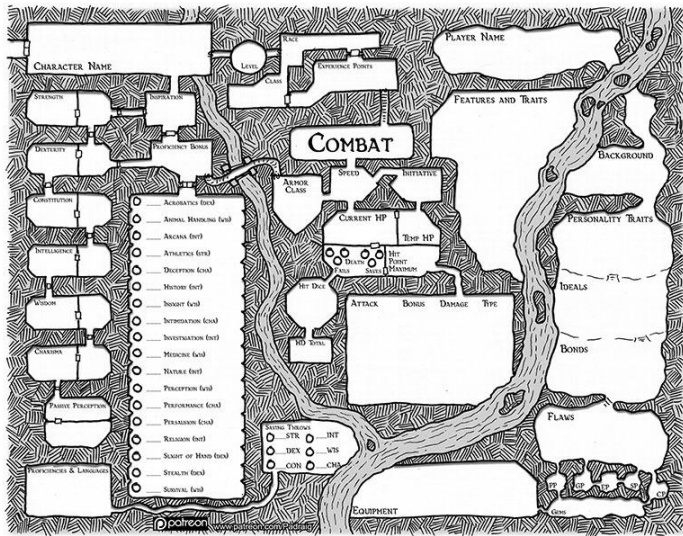 Character Name
Level
Race
Class
Experience Points
Player Name
Strength
Inspiration
Features and Traits
Dexterity
Proficiency Bonus
Combat
Background
Speed
Initiative
Armor
Class
Constitution
Acrobatics (dex)
Animal Handling (wis)
Arcana (int)
Athletics (str)
Deception (cha)
History (int)
Insight (wis)
Intimidation (cha)
Investigation (int)
Medicine (wis)
Nature (int)
Perception (wis)
Performance (cha)
Persausion (cha)
Religion (int)
Slight of Hand (dex)
Stealth (dex)
Survival (wis)
Current HP
Temp HP
Death
Fails
Saves
Hit
Point
Maximum
Personality Traits
Intelligence
Hit Dice
HD Total
Attack Bonus Damage Type
Ideals
Wisdom
Bonds
Charisma
Passive Perception
Flaws
Saving Throws
STR INT
DEX WIS
CON CHA
Proficiencies & Languages
Equipment
PP GP EP SP CP
Gems
patreon www.patreon.com/Padraic